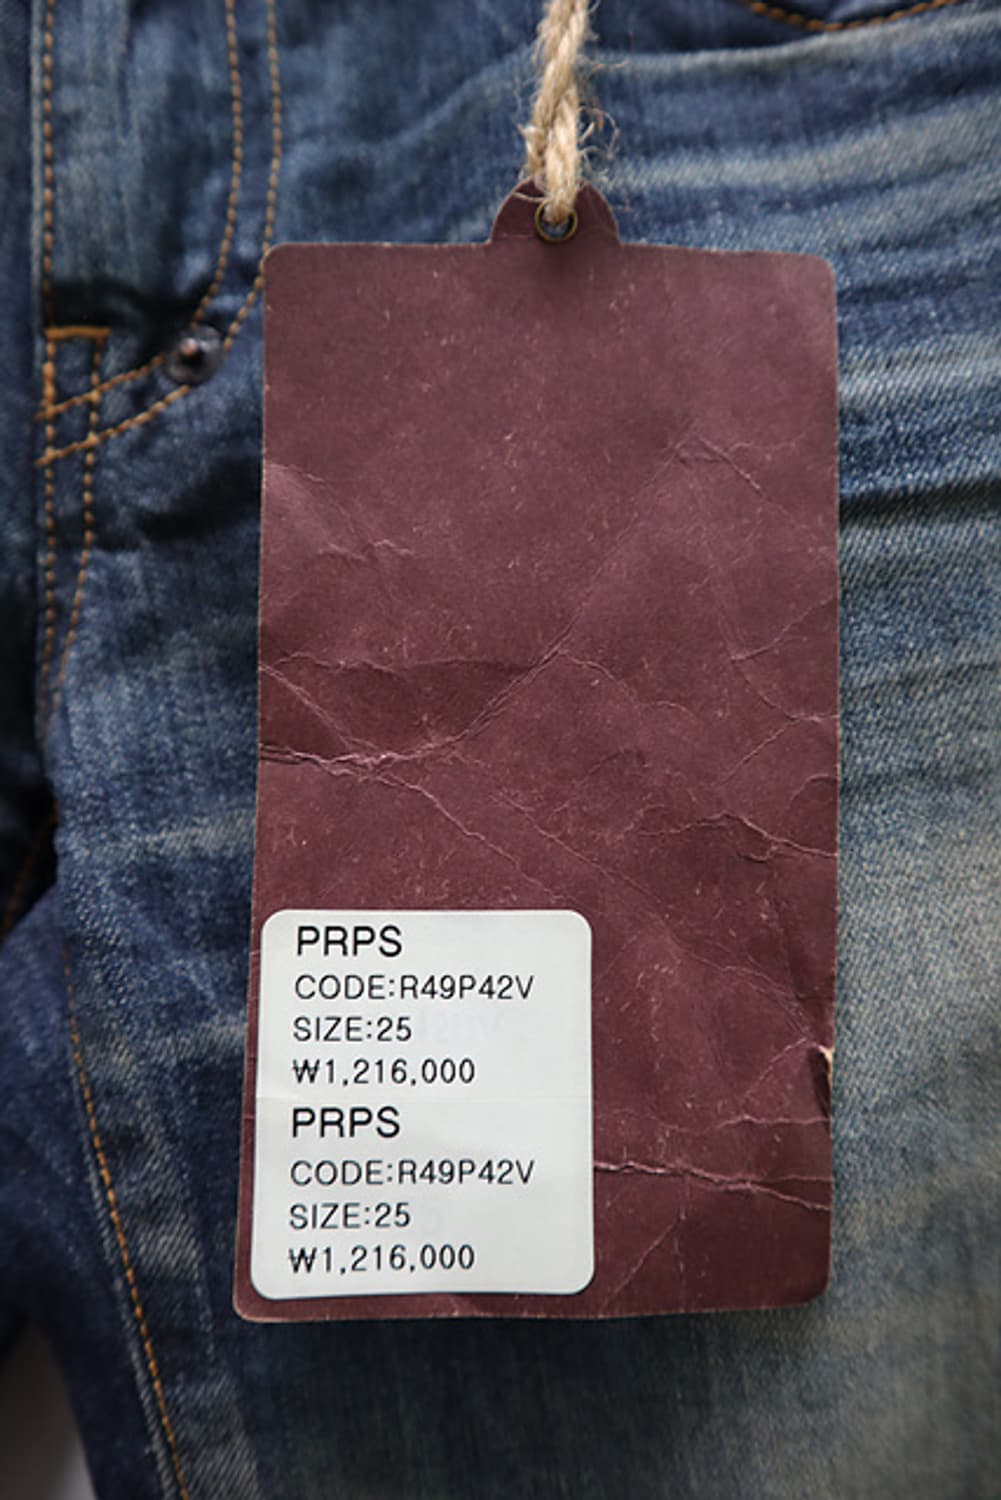 PRPS
CODE:R49P42V
SIZE:25
₩1,216,000
PRPS
CODE:R49P42V
SIZE:25
₩1,216,000